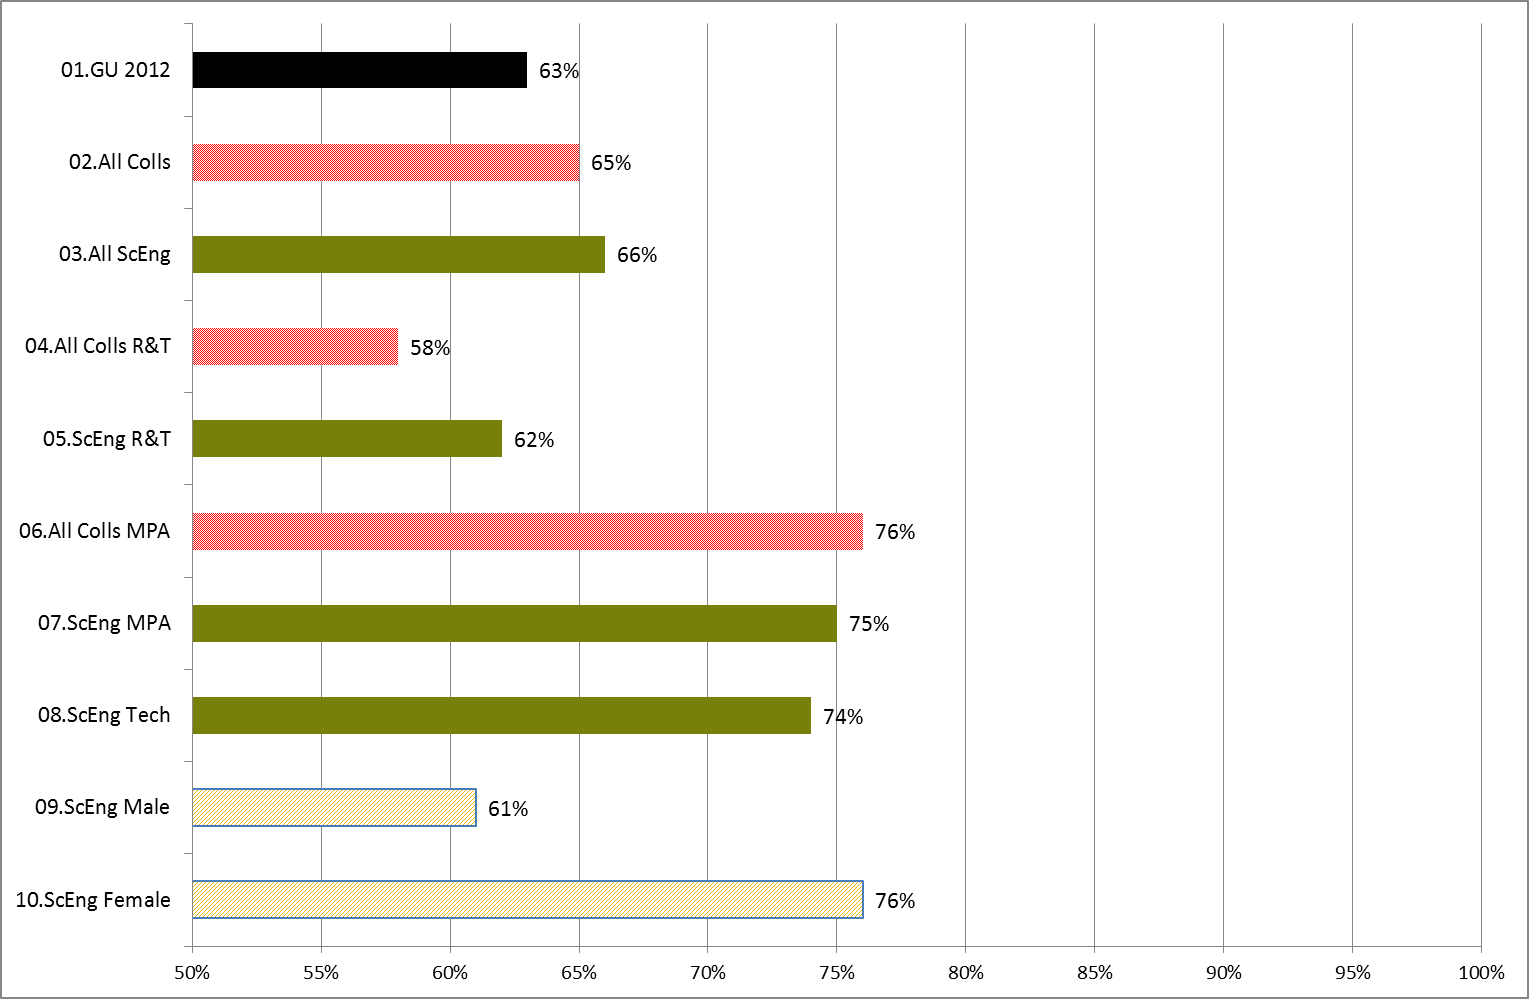 01.GU 2012
63%
02.All Colls
65%
03.All ScEng
66%
04.All Colls R&T
58%
05.ScEng R&T
62%
06.All Colls MPA
76%
07.ScEng MPA
75%
08.ScEng Tech
74%
09.ScEng Male
61%
10.ScEng Female
76%
50% 55% 60% 65% 70% 75% 80% 85% 90% 95% 100%